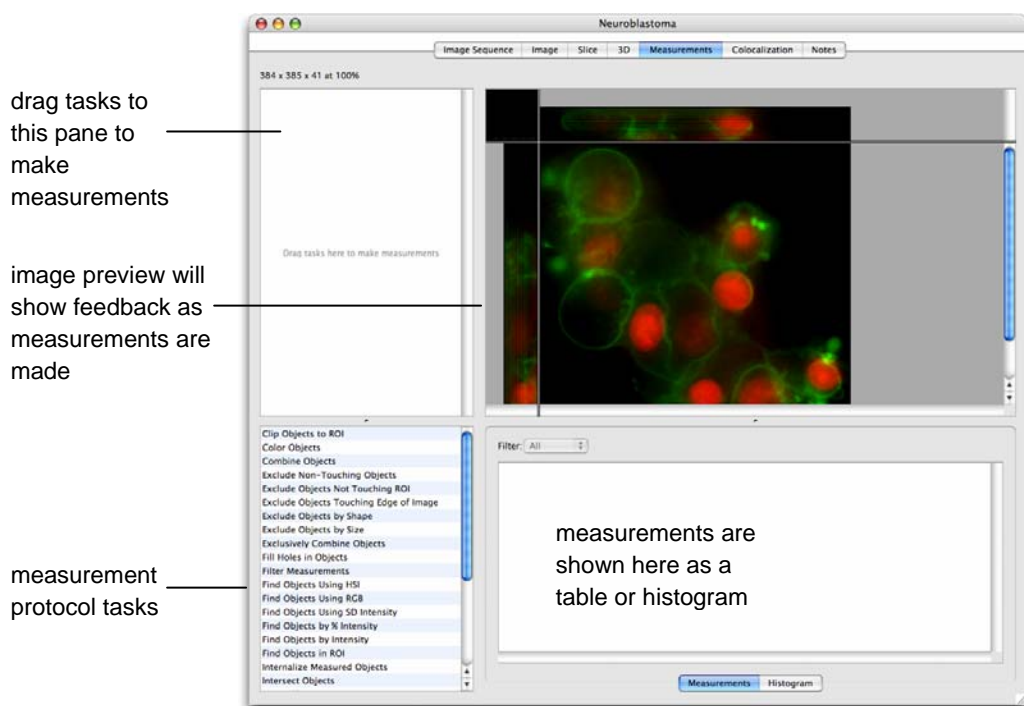 Neuroblastoma
Image Sequence Image Slice 3D Measurements Colocalization Notes
384 x 385 x 41 at 100%
drag tasks to
this pane to
make
measurements
Drag tasks here to make measurements
image preview will
show feedback as
measurements are
made
Clip Objects to ROI
Color Objects
Combine Objects
Exclude Non-Touching Objects
Exclude Objects Not Touching ROI
Exclude Objects Touching Edge of Image
Exclude Objects by Shape
Exclude Objects by Size
Exclusively Combine Objects
Fill Holes in Objects
Filter Measurements
Find Objects Using HSI
Find Objects Using RGB
Find Objects Using SD Intensity
Find Objects by % Intensity
Find Objects by Intensity
Find Objects in ROI
Internalize Measured Objects
Intersect Objects
measurement
protocol tasks
Filter: All
measurements are
shown here as a
table or histogram
Measurements Histogram